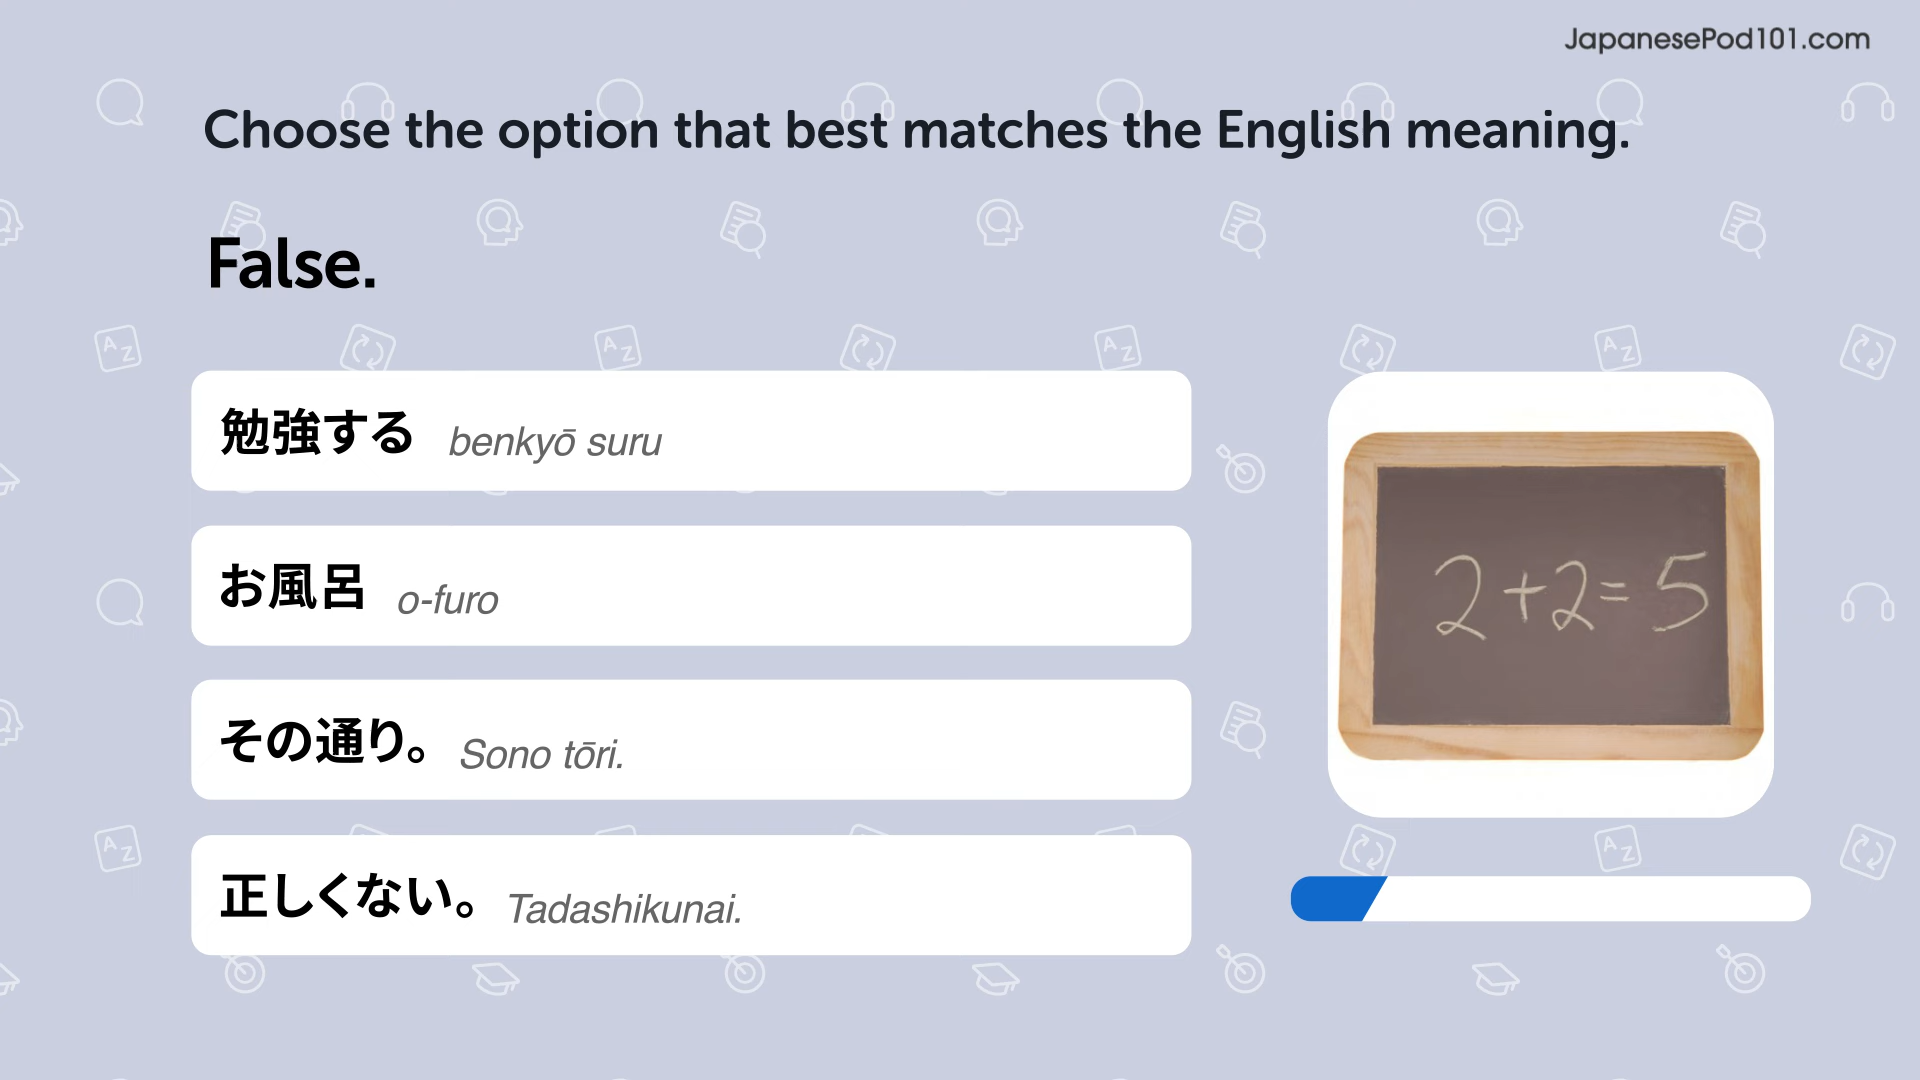 JapanesePod101.com
Choose the option that best matches the English meaning.
False.
勉強する benkyō suru
お風呂 o-furo
その通り。 Sono tōri.
正しくない。 Tadashikunai.
2+2=5